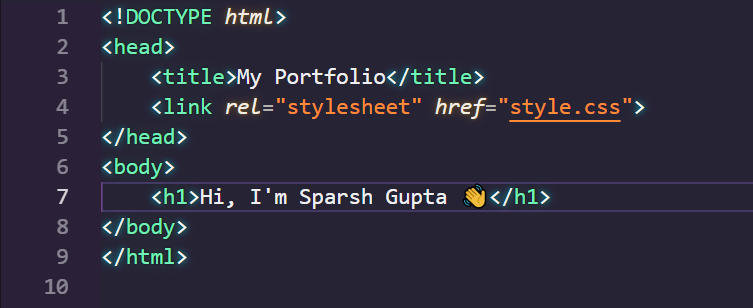 1 <!DOCTYPE html>
2 <head>
3     <title>My Portfolio</title>
4     <link rel="stylesheet" href="style.css">
5 </head>
6 <body>
7     <h1>Hi, I'm Sparsh Gupta 👋</h1>
8 </body>
9 </html>
10